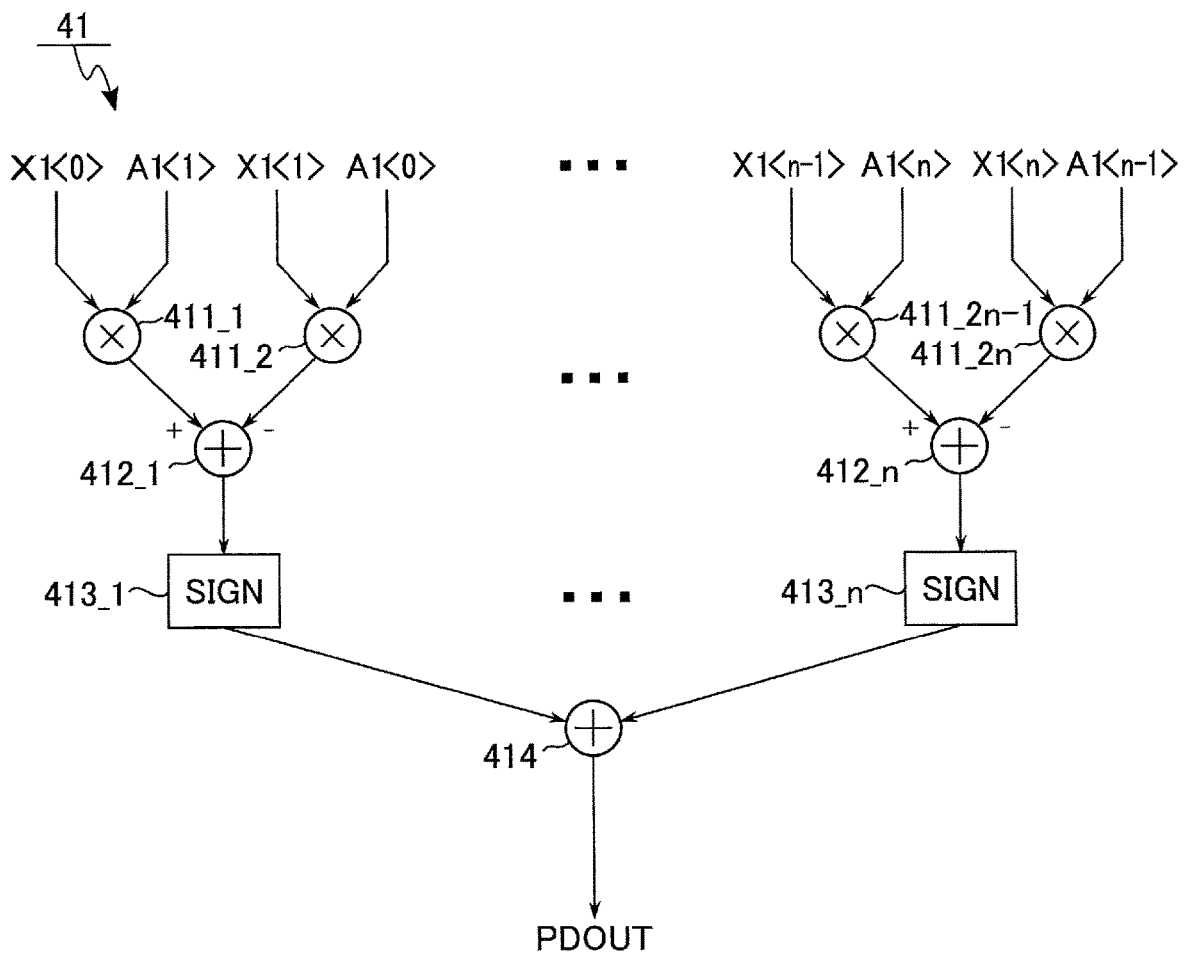 41
X1<0> A1<1> X1<1> A1<0> ... X1<n-1> A1<n> X1<n> A1<n-1>
× 411_1 × 411_2 ... × 411_2n-1 × 411_2n
+ - + -
+ 412_1 ... + 412_n
413_1 SIGN ... 413_n SIGN
+ 414
PDOUT